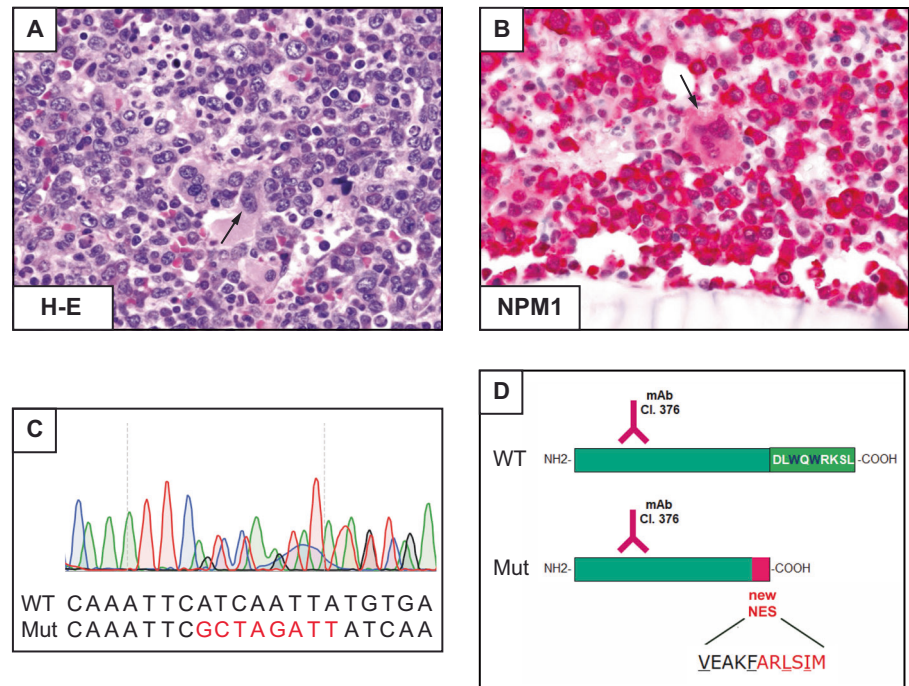 A
H-E
B
NPM1
C
WT CAAATTCATCAATTATGTGA
Mut CAAATTCGCTAGATTATCAA
D
mAb
Cl. 376
WT NH2- DLWQWRKSL -COOH
mAb
Cl. 376
Mut NH2- -COOH
new
NES
VEAKFARLSIM